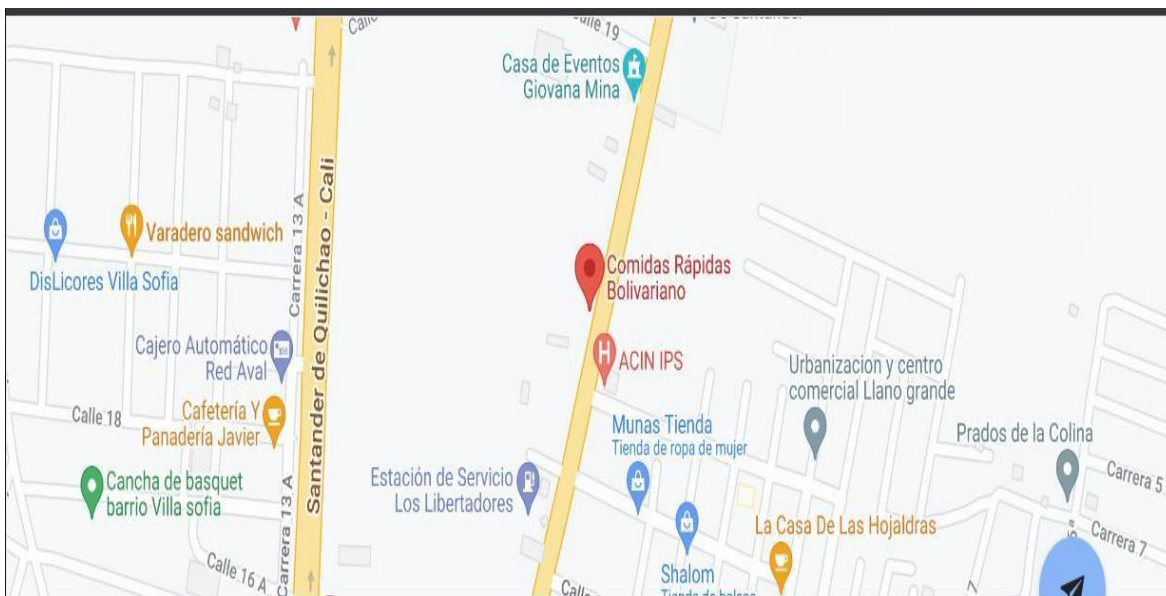 Calle 19
Casa de Eventos
Giovana Mina
Varadero sandwich
DisLicores Villa Sofia
Carrera 13 A
Santander de Quilichao - Cali
Comidas Rápidas
Bolivariano
Cajero Automático
Red Aval
ACIN IPS
Urbanizacion y centro
comercial Llano grande
Calle 18
Cafetería Y
Panadería Javier
Munas Tienda
Tienda de ropa de mujer
Prados de la Colina
Cancha de basquet
barrio Villa sofia
Estación de Servicio
Los Libertadores
Carrera 5
La Casa De Las Hojaldras
Carrera 7
Carrera 13 A
Calle 16 A
Shalom
7